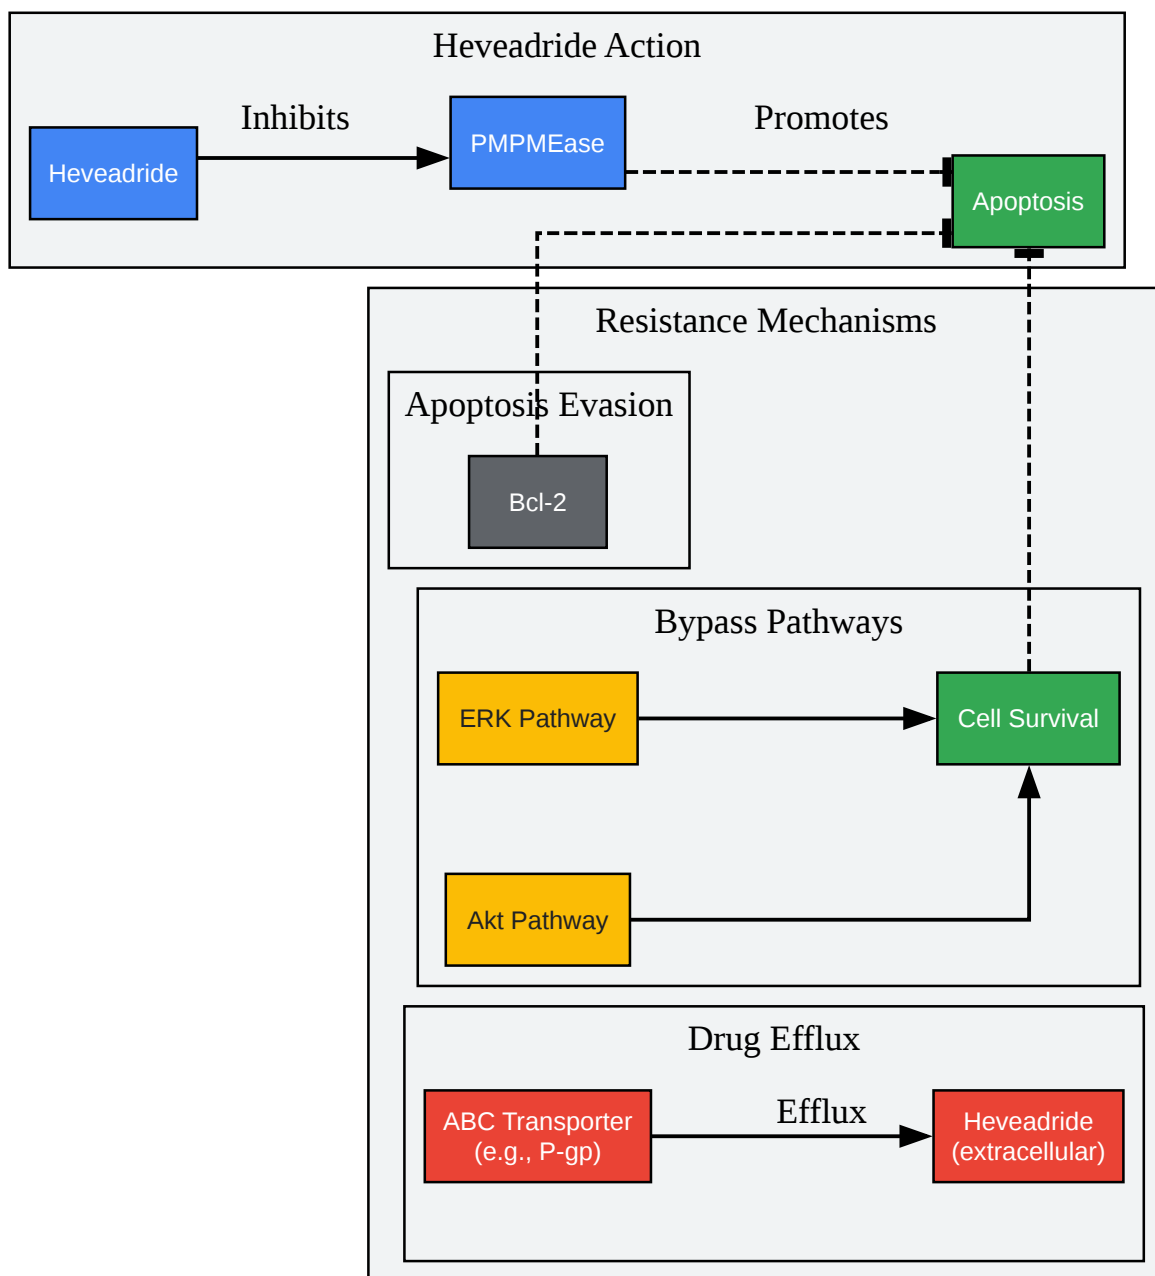 Heveadride Action
Inhibits
Promotes
Heveadride
PMPMEase
Apoptosis
Resistance Mechanisms
Apoptosis Evasion
Bcl-2
Bypass Pathways
ERK Pathway
Cell Survival
Akt Pathway
Drug Efflux
ABC Transporter
(e.g., P-gp)
Efflux
Heveadride
(extracellular)